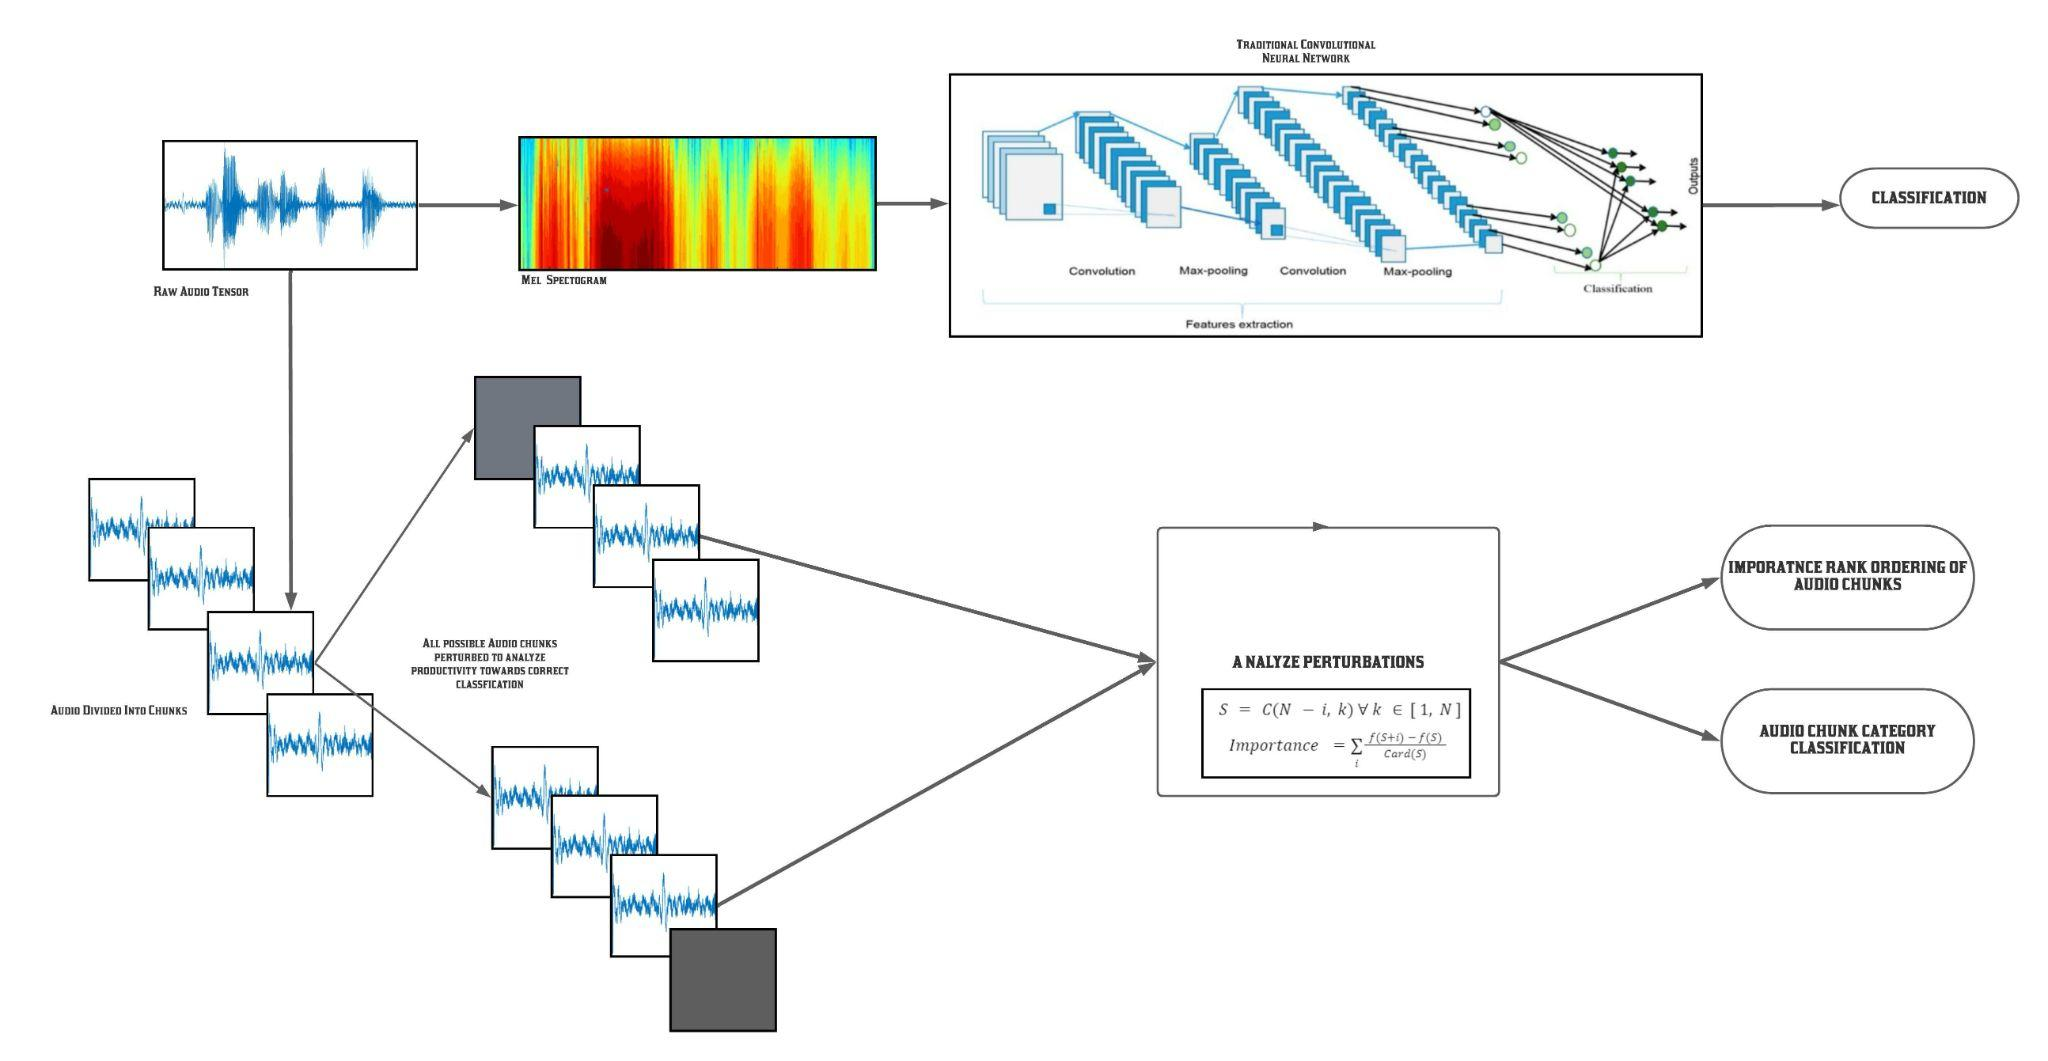 TRADITIONAL CONVOLUTIONAL
NEURAL NETWORK
Outputs
CLASSIFICATION
Convolution
Max-pooling
Convolution
Max-pooling
Classification
Features extraction
RAW AUDIO TENSOR
MEL SPECTOGRAM
ALL POSSIBLE AUDIO CHUNKS
PERTURBED TO ANALYZE
PRODUCTIVITY TOWARDS CORRECT
CLASSFICATION
AUDIO DIVIDED INTO CHUNKS
A NALYZE PERTURBATIONS
S = C(N − i, k) ∀ k ∈ [ 1, N ]
Importance = ∑_i (f(S+i) − f(S)) / Card(S)
IMPORATNCE RANK ORDERING OF
AUDIO CHUNKS
AUDIO CHUNK CATEGORY
CLASSIFICATION